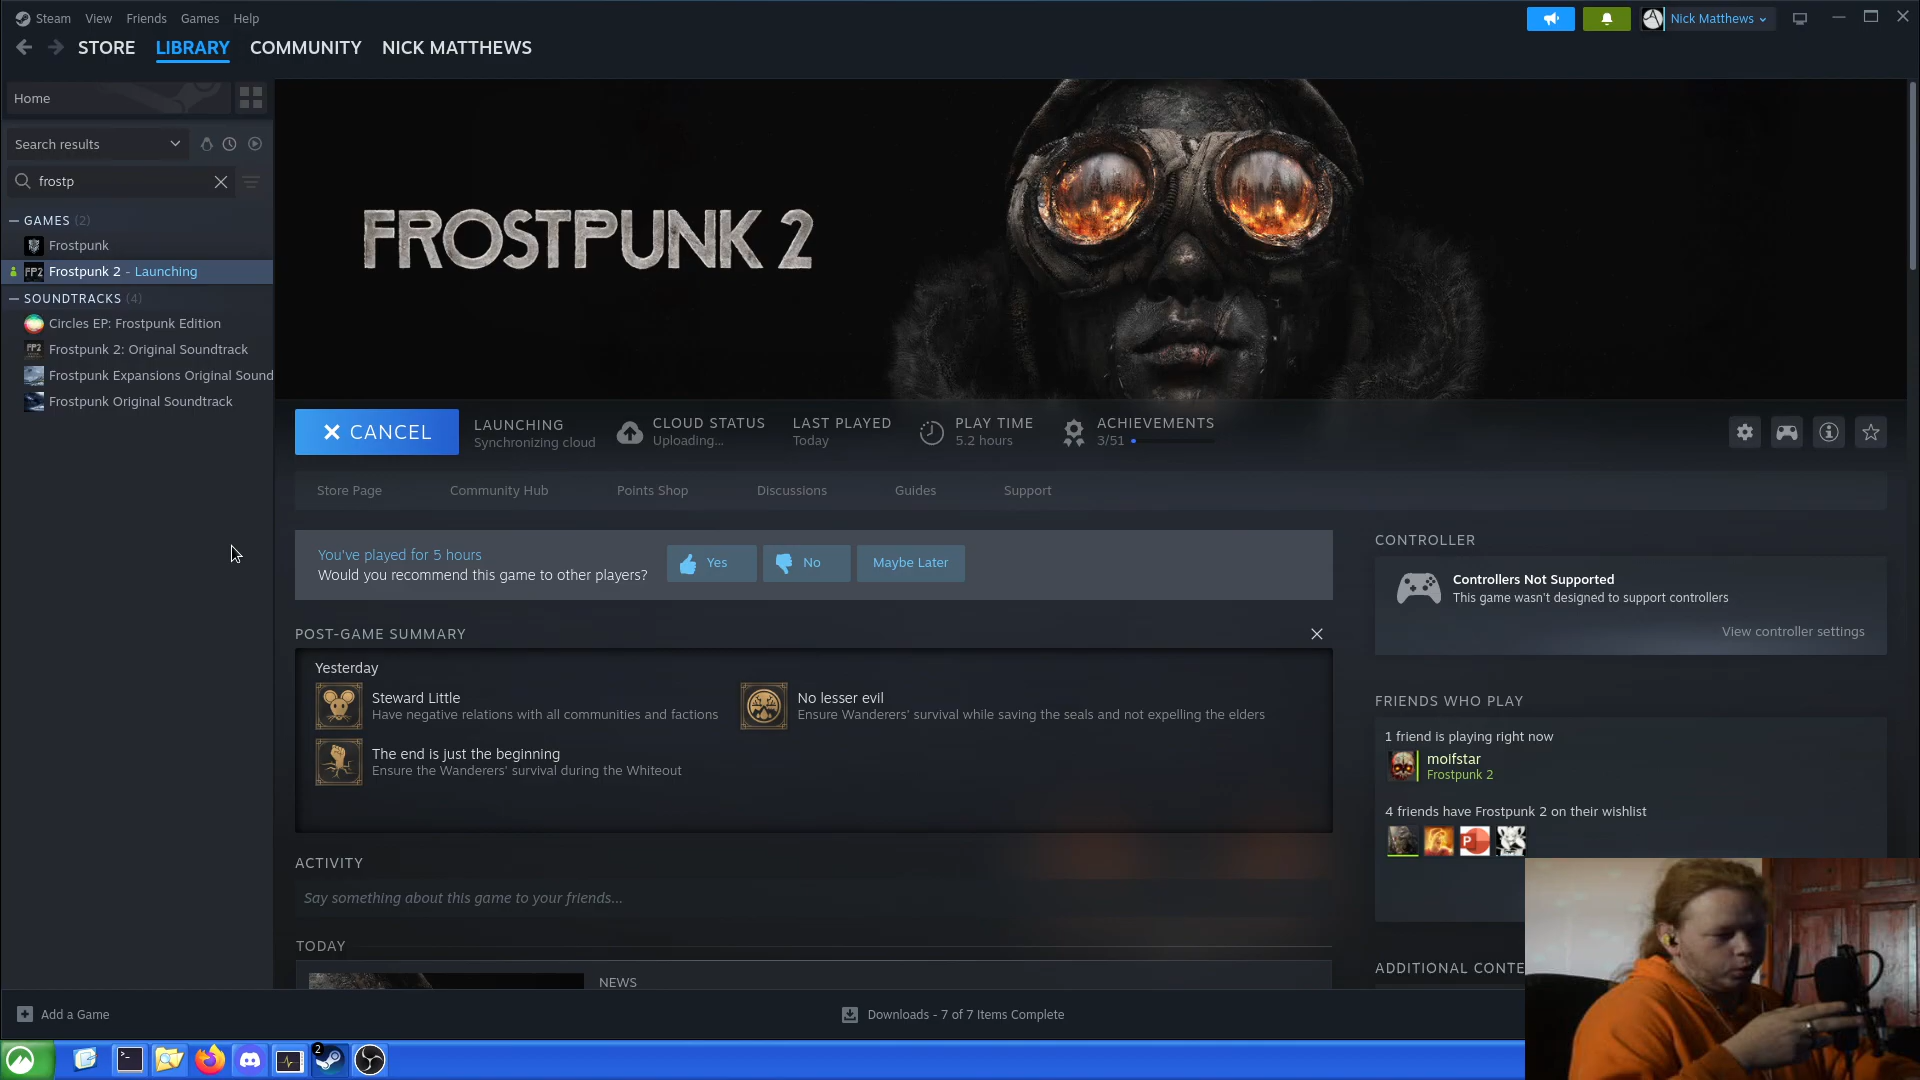 Steam View Friends Games Help
Nick Matthews
STORE LIBRARY COMMUNITY NICK MATTHEWS
Home
Search results
frostp
GAMES (2)
Frostpunk
FP2 Frostpunk 2 - Launching
SOUNDTRACKS (4)
Circles EP: Frostpunk Edition
FP2 Frostpunk 2: Original Soundtrack
Frostpunk Expansions Original Sound
Frostpunk Original Soundtrack
FROSTPUNK 2
CANCEL
LAUNCHING
Synchronizing cloud
CLOUD STATUS
Uploading...
LAST PLAYED
Today
PLAY TIME
5.2 hours
ACHIEVEMENTS
3/51
Store Page Community Hub Points Shop Discussions Guides Support
You've played for 5 hours
Would you recommend this game to other players?
Yes No Maybe Later
POST-GAME SUMMARY
Yesterday
Steward Little
Have negative relations with all communities and factions
No lesser evil
Ensure Wanderers' survival while saving the seals and not expelling the elders
The end is just the beginning
Ensure the Wanderers' survival during the Whiteout
ACTIVITY
Say something about this game to your friends...
TODAY
NEWS
CONTROLLER
Controllers Not Supported
This game wasn't designed to support controllers
View controller settings
FRIENDS WHO PLAY
1 friend is playing right now
molfstar
Frostpunk 2
4 friends have Frostpunk 2 on their wishlist
P
ADDITIONAL CONTE
Add a Game
Downloads - 7 of 7 Items Complete
2